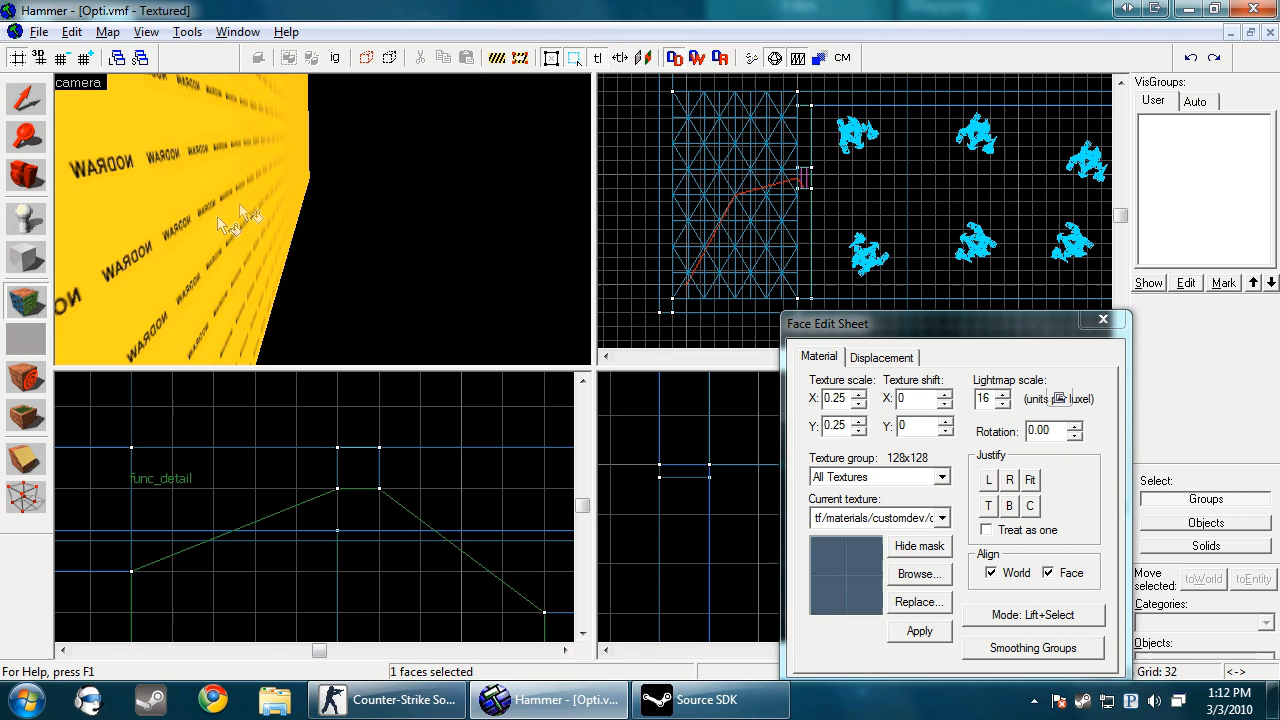 Hammer - [Opti.vmf - Textured]
File Edit View Map Tools Window Help
3D
ig
tl
CM
camera
NODRAW NODRAW
NODRAW
NODRAW
NODRAW
NODRAW
VisGroups:
User Auto
Show Edit Mark
Face Edit Sheet
Material Displacement
Texture scale: Texture shift: Lightmap scale:
X: 0.25 X: 0 16 (units per luxel)
Y: 0.25 Y: 0 Rotation: 0.00
Texture group: 128x128 Justify
All Textures L R Fit
Current texture: T B C
tf/materials/customdev/c Treat as one
Hide mask Align
Browse... World Face
Replace... Mode: Lift+Select
Apply Smoothing Groups
func_detail
Select:
Groups
Objects
Solids
Move selected: toWorld toEntity
Categories:
Objects:
For Help, press F1 1 faces selected Grid: 32 <->
Counter-Strike So... Hammer - [Opti.v... Source SDK
1:12 PM
3/3/2010